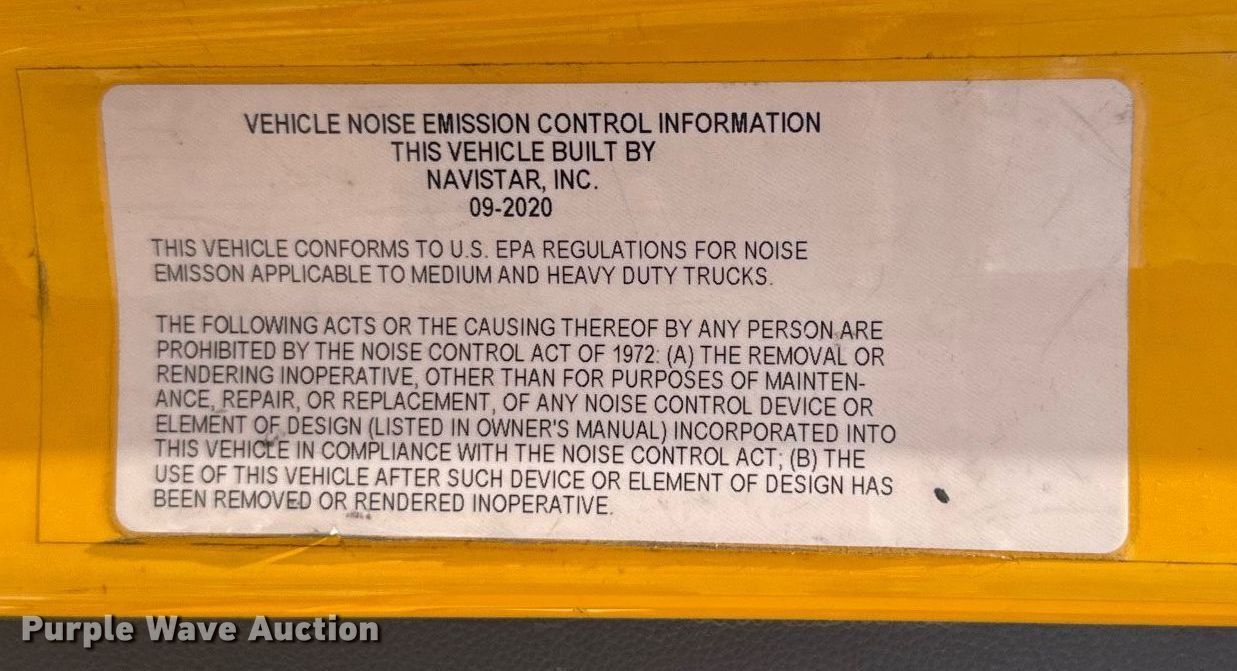 VEHICLE NOISE EMISSION CONTROL INFORMATION
THIS VEHICLE BUILT BY
NAVISTAR, INC.
09-2020
THIS VEHICLE CONFORMS TO U.S. EPA REGULATIONS FOR NOISE
EMISSON APPLICABLE TO MEDIUM AND HEAVY DUTY TRUCKS.
THE FOLLOWING ACTS OR THE CAUSING THEREOF BY ANY PERSON ARE
PROHIBITED BY THE NOISE CONTROL ACT OF 1972: (A) THE REMOVAL OR
RENDERING INOPERATIVE, OTHER THAN FOR PURPOSES OF MAINTEN-
ANCE, REPAIR, OR REPLACEMENT, OF ANY NOISE CONTROL DEVICE OR
ELEMENT OF DESIGN (LISTED IN OWNER'S MANUAL) INCORPORATED INTO
THIS VEHICLE IN COMPLIANCE WITH THE NOISE CONTROL ACT; (B) THE
USE OF THIS VEHICLE AFTER SUCH DEVICE OR ELEMENT OF DESIGN HAS
BEEN REMOVED OR RENDERED INOPERATIVE.
Purple Wave Auction